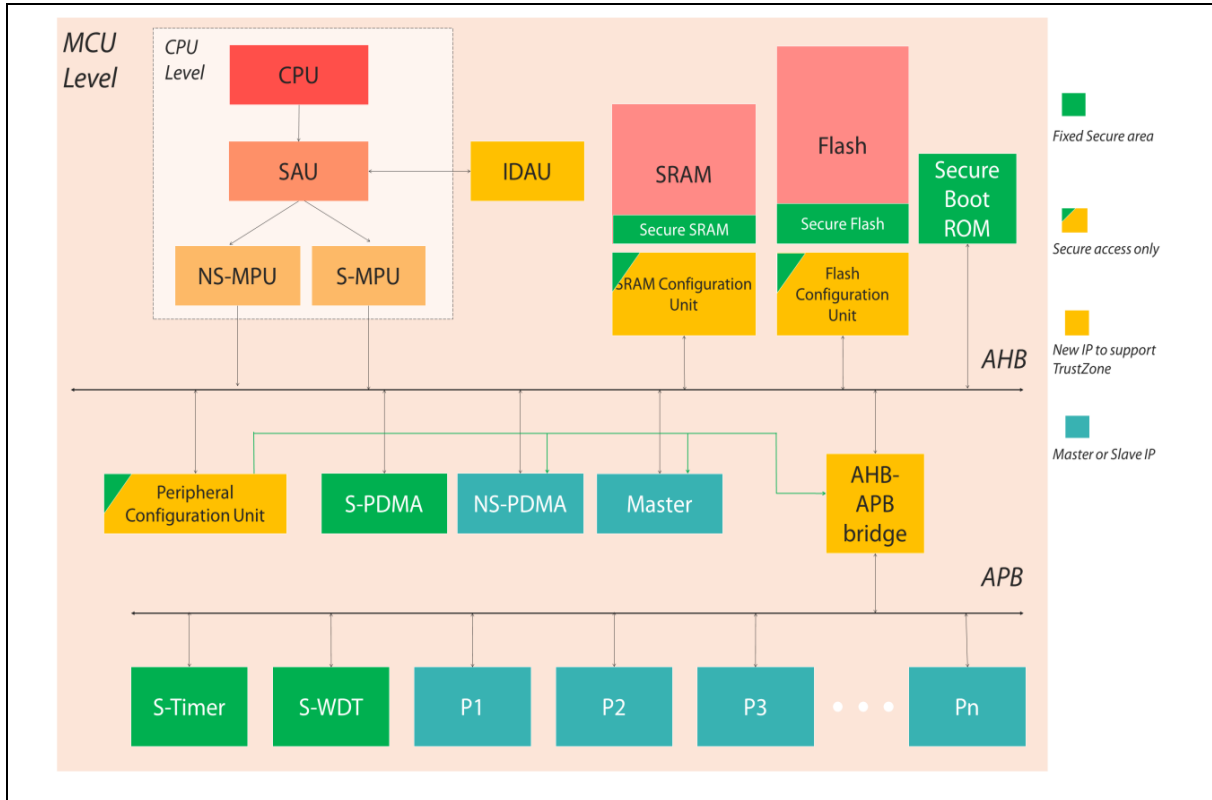 MCU
Level
CPU
Level
CPU
SAU
IDAU
NS-MPU
S-MPU
SRAM
Secure SRAM
SRAM Configuration
Unit
Flash
Secure Flash
Flash
Configuration
Unit
Secure
Boot
ROM
AHB
Peripheral
Configuration Unit
S-PDMA
NS-PDMA
Master
AHB-
APB
bridge
APB
S-Timer
S-WDT
P1
P2
P3
Pn
Fixed Secure area
Secure access only
New IP to support
TrustZone
Master or Slave IP